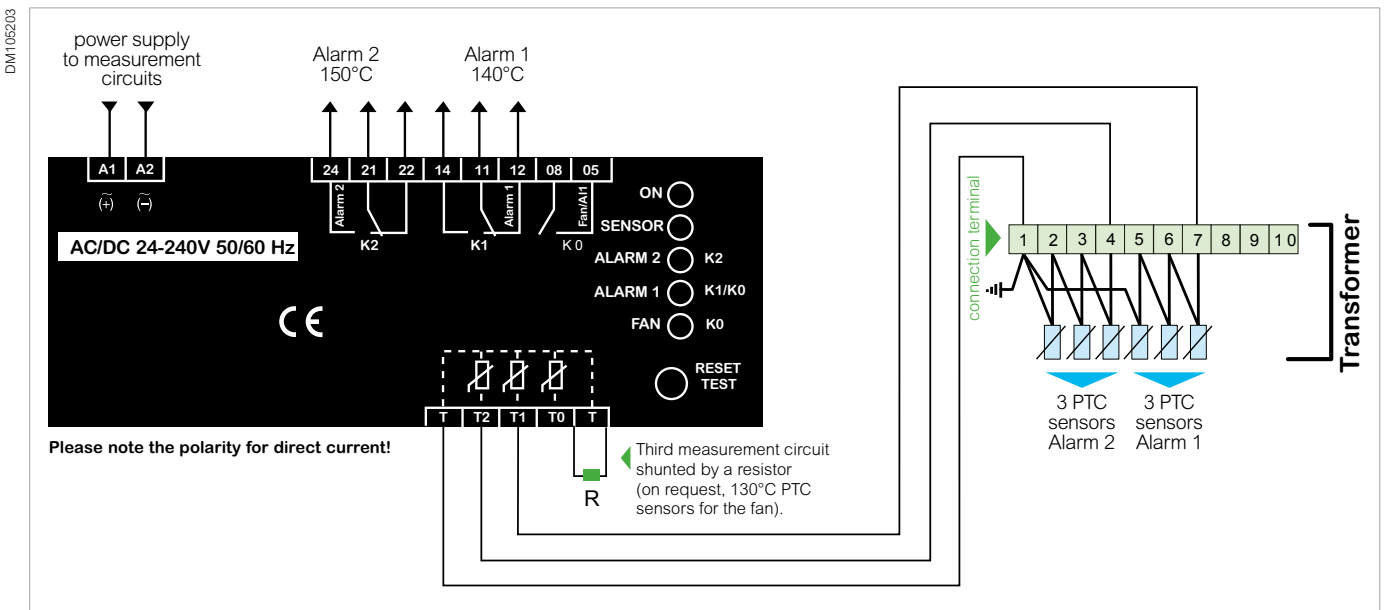 DM105203
power supply
to measurement
circuits
Alarm 2
150°C
Alarm 1
140°C
A1 A2
(+) (–)
24 21 22 14 11 12 08 05
Alarm 2
Alarm 1
Fan/Al1
K2
K1
K 0
AC/DC 24-240V 50/60 Hz
CE
ON
SENSOR
ALARM 2 K2
ALARM 1 K1/K0
FAN K0
RESET
TEST
T T2 T1 T0 T
Please note the polarity for direct current!
R
Third measurement circuit
shunted by a resistor
(on request, 130°C PTC
sensors for the fan).
connection terminal
1 2 3 4 5 6 7 8 9 1 0
Transformer
3 PTC
sensors
Alarm 2
3 PTC
sensors
Alarm 1